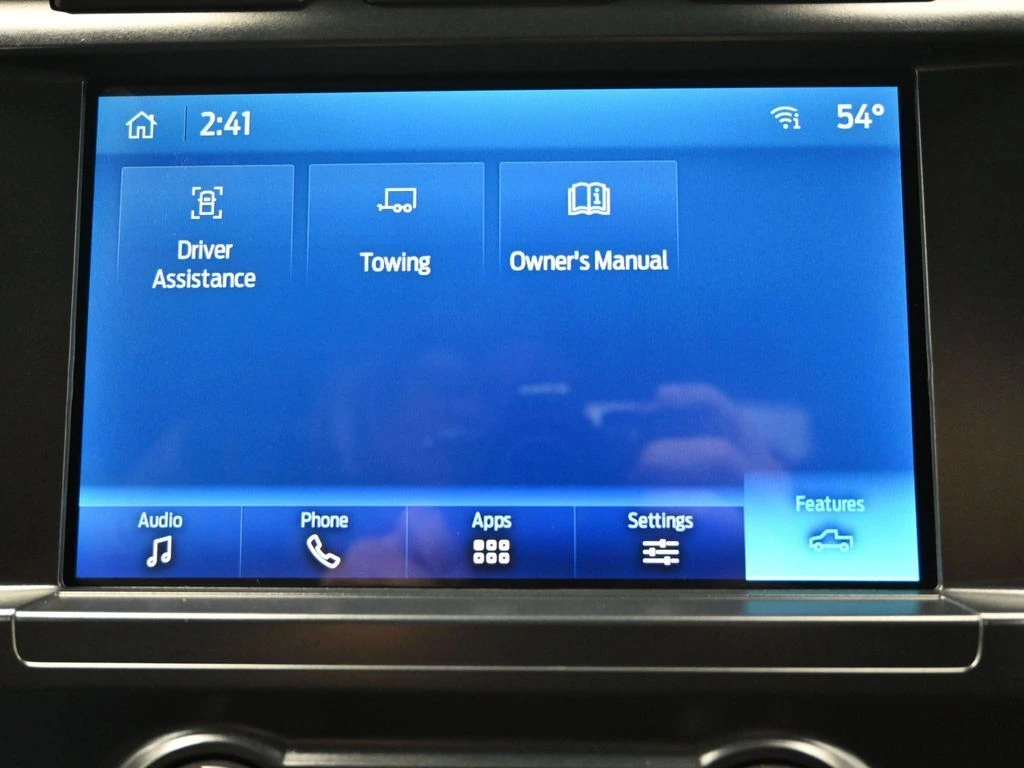 2:41
54°
Driver
Assistance
Towing
Owner's Manual
Audio
Phone
Apps
Settings
Features